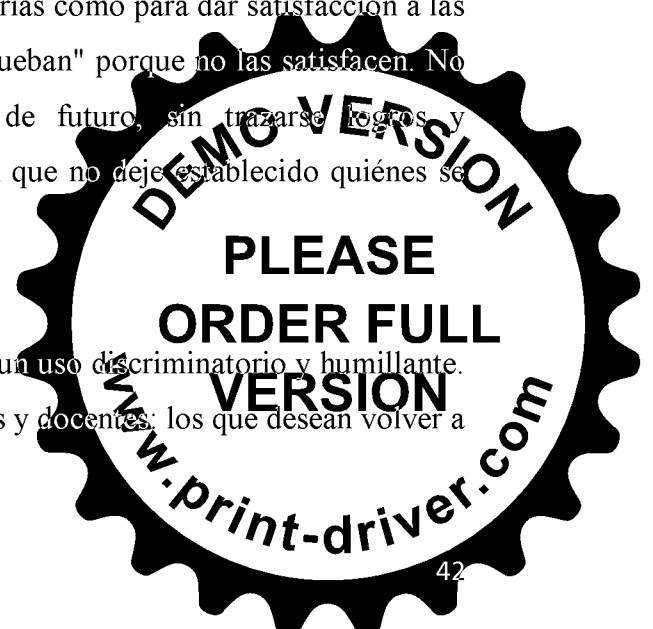 rias como para dar satisfacción a las
ueban" porque no las satisfacen. No
de futuro, sin trazarse logros y
que no deje establecido quiénes se
un uso discriminatorio y humillante.
s y docentes: los que desean volver a
42
DEMO VERSION
PLEASE
ORDER FULL
VERSION
www.print-driver.com